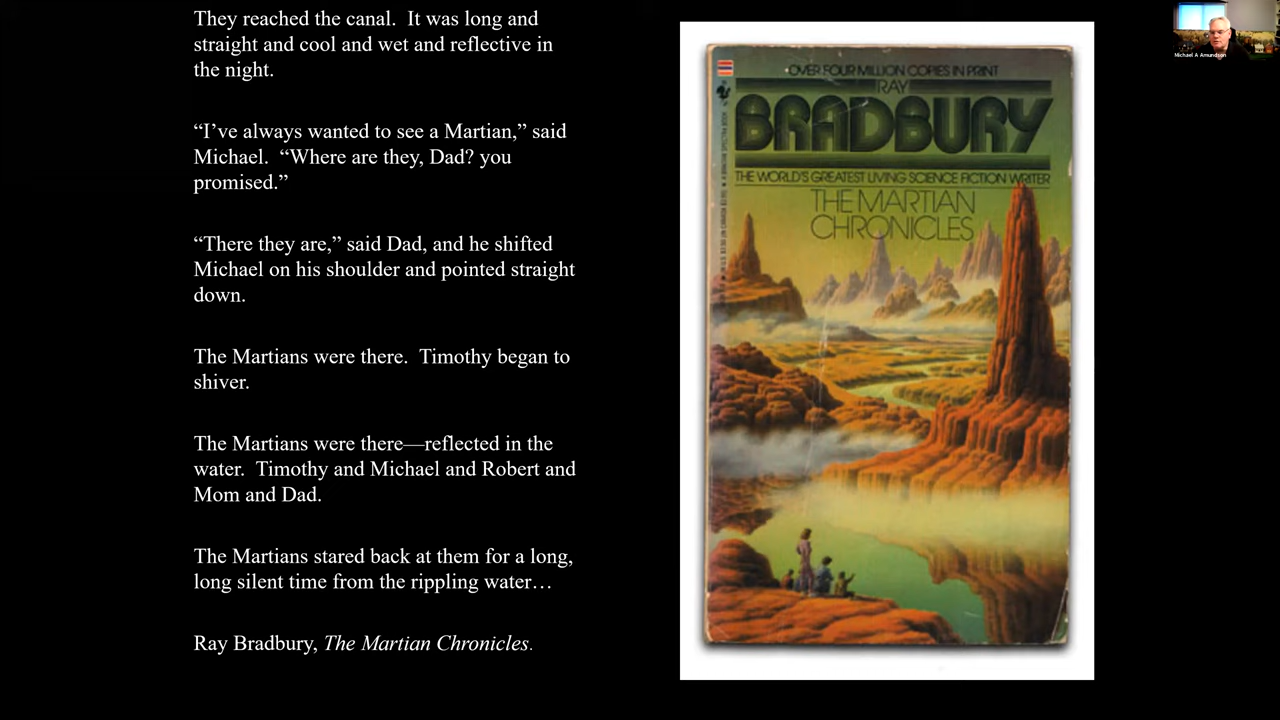 They reached the canal.  It was long and
straight and cool and wet and reflective in
the night.
“I’ve always wanted to see a Martian,” said
Michael.  “Where are they, Dad? you
promised.”
“There they are,” said Dad, and he shifted
Michael on his shoulder and pointed straight
down.
The Martians were there.  Timothy began to
shiver.
The Martians were there—reflected in the
water.  Timothy and Michael and Robert and
Mom and Dad.
The Martians stared back at them for a long,
long silent time from the rippling water…
Ray Bradbury, The Martian Chronicles.
OVER FOUR MILLION COPIES IN PRINT
RAY
BRADBURY
THE WORLD'S GREATEST LIVING SCIENCE FICTION WRITER
THE MARTIAN
CHRONICLES
Michael A Amundson